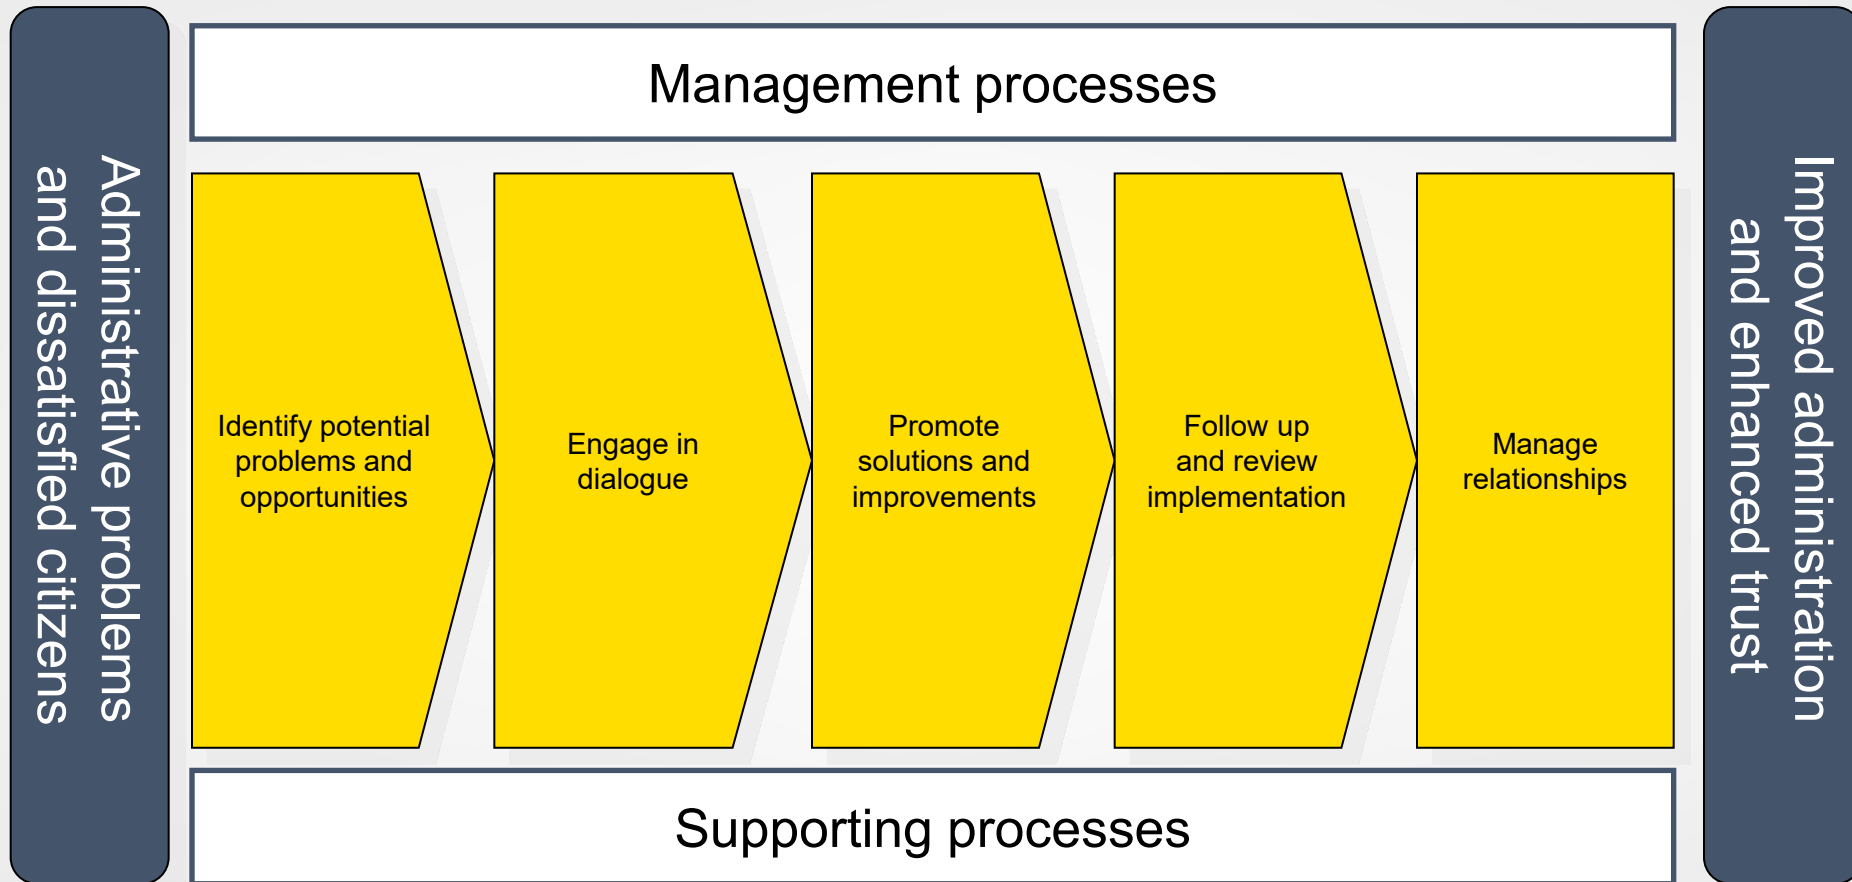 Administrative problems
and dissatisfied citizens
Management processes
Identify potential
problems and
opportunities
Engage in
dialogue
Promote
solutions and
improvements
Follow up
and review
implementation
Manage
relationships
Supporting processes
Improved administration
and enhanced trust